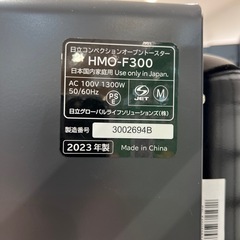 日立コンベクションオーブントースター
HMO-F300
日本国内家庭用 Use only in Japan.
AC 100V 1300W
50/60Hz
PS
E
JET
M
日立グローバルライフソリューションズ(株)
製造番号
3002694B
2023年製
Made in China